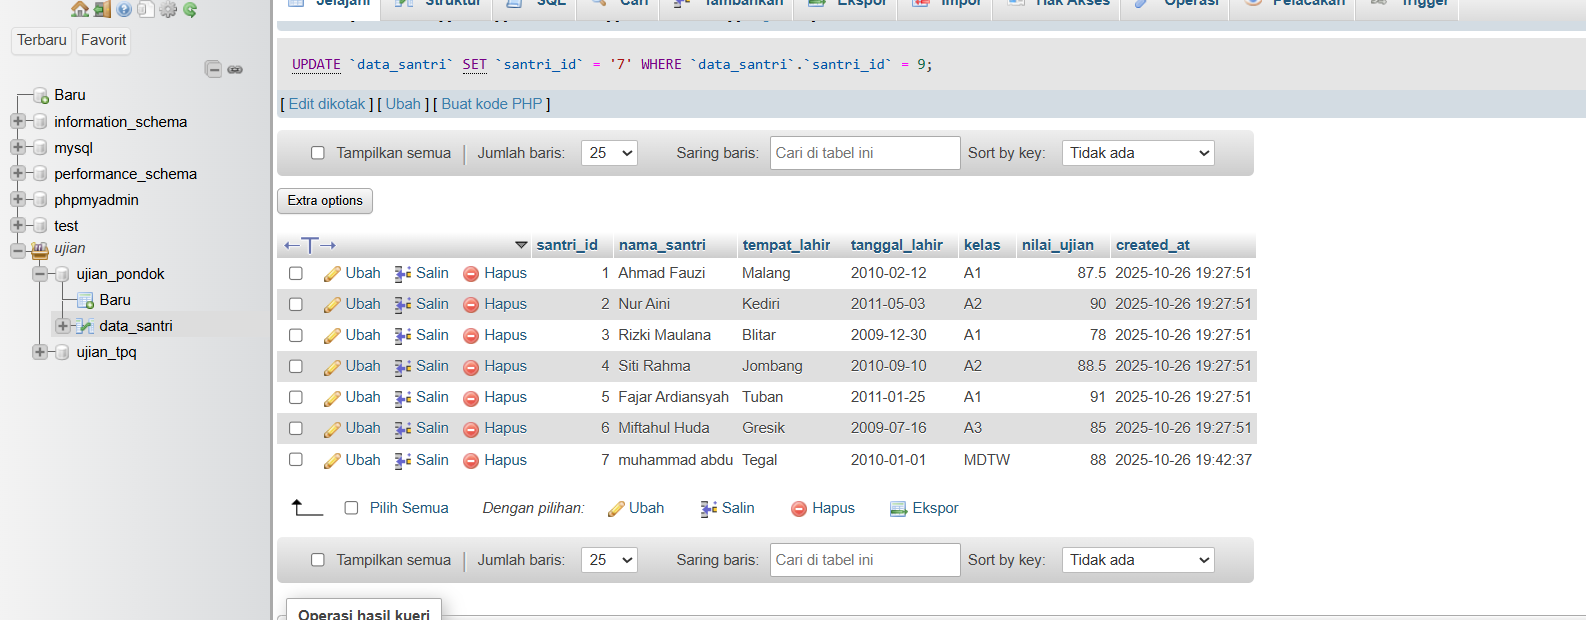 Jelajahi Struktur SQL Cari Tambahkan Ekspor Impor Hak Akses Operasi Pelacakan Trigger
Terbaru Favorit
Baru
information_schema
mysql
performance_schema
phpmyadmin
test
ujian
ujian_pondok
Baru
data_santri
ujian_tpq
UPDATE `data_santri` SET `santri_id` = '7' WHERE `data_santri`.`santri_id` = 9;
[ Edit dikotak ] [ Ubah ] [ Buat kode PHP ]
Tampilkan semua | Jumlah baris: 25 Saring baris: Cari di tabel ini Sort by key: Tidak ada
Extra options
←T→ santri_id nama_santri tempat_lahir tanggal_lahir kelas nilai_ujian created_at
Ubah Salin Hapus 1 Ahmad Fauzi Malang 2010-02-12 A1 87.5 2025-10-26 19:27:51
Ubah Salin Hapus 2 Nur Aini Kediri 2011-05-03 A2 90 2025-10-26 19:27:51
Ubah Salin Hapus 3 Rizki Maulana Blitar 2009-12-30 A1 78 2025-10-26 19:27:51
Ubah Salin Hapus 4 Siti Rahma Jombang 2010-09-10 A2 88.5 2025-10-26 19:27:51
Ubah Salin Hapus 5 Fajar Ardiansyah Tuban 2011-01-25 A1 91 2025-10-26 19:27:51
Ubah Salin Hapus 6 Miftahul Huda Gresik 2009-07-16 A3 85 2025-10-26 19:27:51
Ubah Salin Hapus 7 muhammad abdu Tegal 2010-01-01 MDTW 88 2025-10-26 19:42:37
Pilih Semua Dengan pilihan: Ubah Salin Hapus Ekspor
Tampilkan semua | Jumlah baris: 25 Saring baris: Cari di tabel ini Sort by key: Tidak ada
Operasi hasil kueri